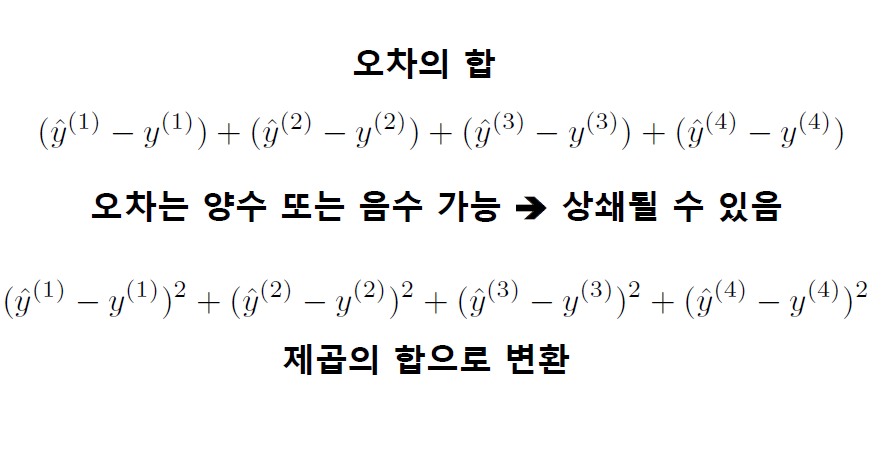 오차의 합
(ŷ⁽¹⁾ − y⁽¹⁾) + (ŷ⁽²⁾ − y⁽²⁾) + (ŷ⁽³⁾ − y⁽³⁾) + (ŷ⁽⁴⁾ − y⁽⁴⁾)
오차는 양수 또는 음수 가능 ➔ 상쇄될 수 있음
(ŷ⁽¹⁾ − y⁽¹⁾)² + (ŷ⁽²⁾ − y⁽²⁾)² + (ŷ⁽³⁾ − y⁽³⁾)² + (ŷ⁽⁴⁾ − y⁽⁴⁾)²
제곱의 합으로 변환